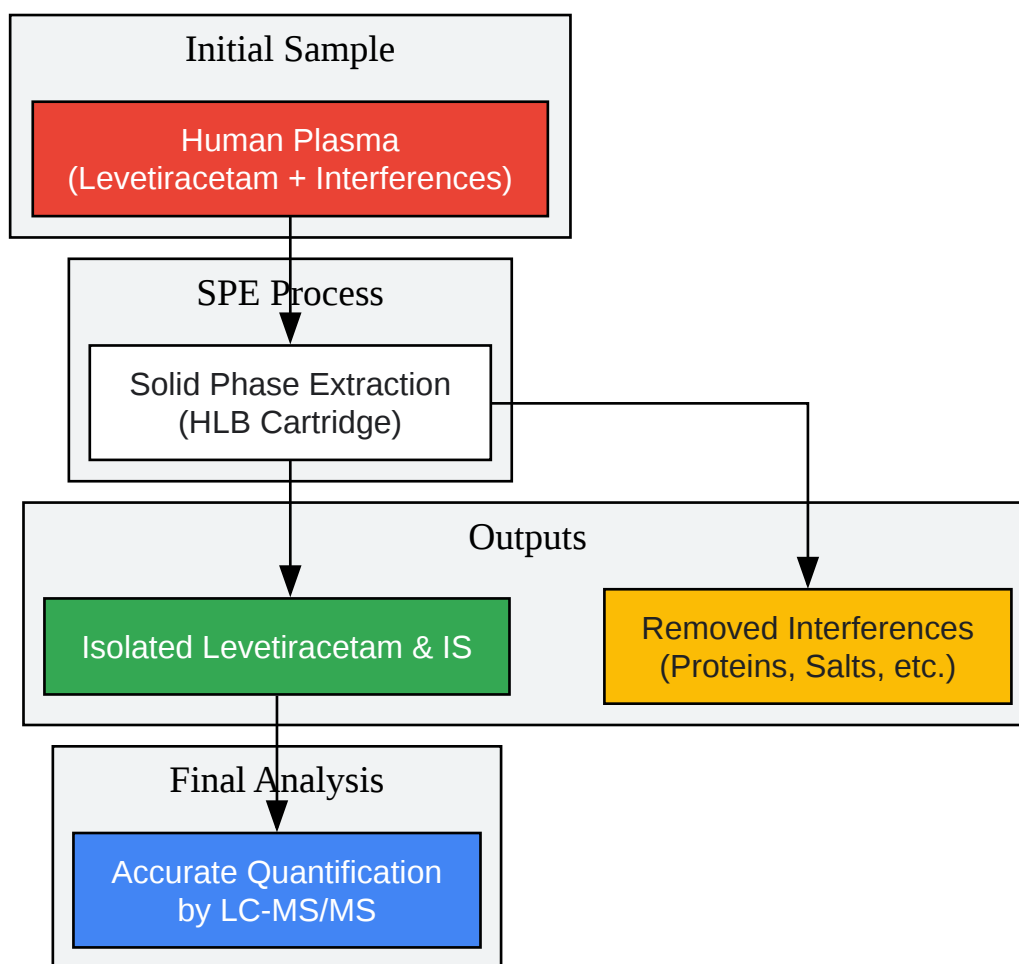 Initial Sample
Human Plasma
(Levetiracetam + Interferences)
SPE Process
Solid Phase Extraction
(HLB Cartridge)
Outputs
Isolated Levetiracetam & IS
Removed Interferences
(Proteins, Salts, etc.)
Final Analysis
Accurate Quantification
by LC-MS/MS